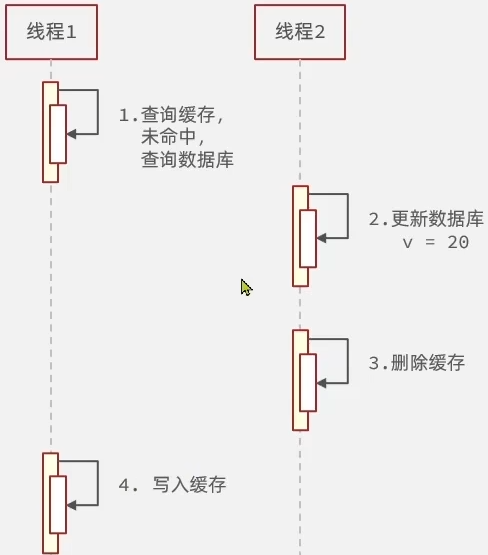 线程1
线程2
1.查询缓存,
未命中,
查询数据库
2.更新数据库
v = 20
3.删除缓存
4. 写入缓存